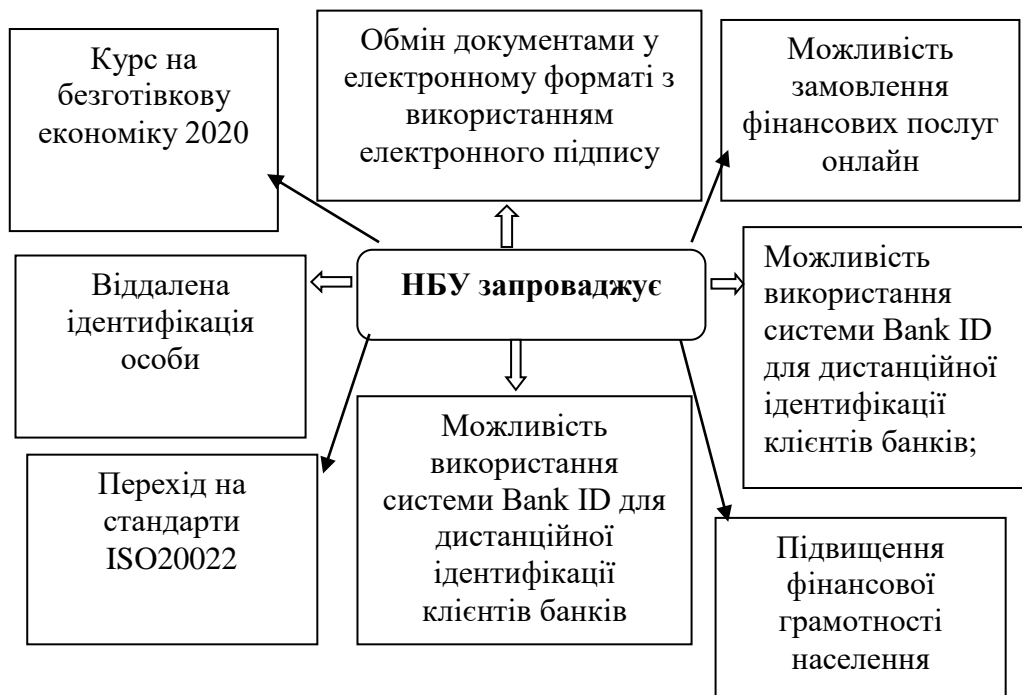 Курс на
безготівкову
економіку 2020
Обмін документами у
електронному форматі з
використанням
електронного підпису
Можливість
замовлення
фінансових послуг
онлайн
Віддалена
ідентифікація
особи
НБУ запроваджує
Можливість
використання
системи Bank ID
для дистанційної
ідентифікації
клієнтів банків;
Перехід на
стандарти
ISO20022
Можливість
використання
системи Bank ID для
дистанційної
ідентифікації
клієнтів банків
Підвищення
фінансової
грамотності
населення